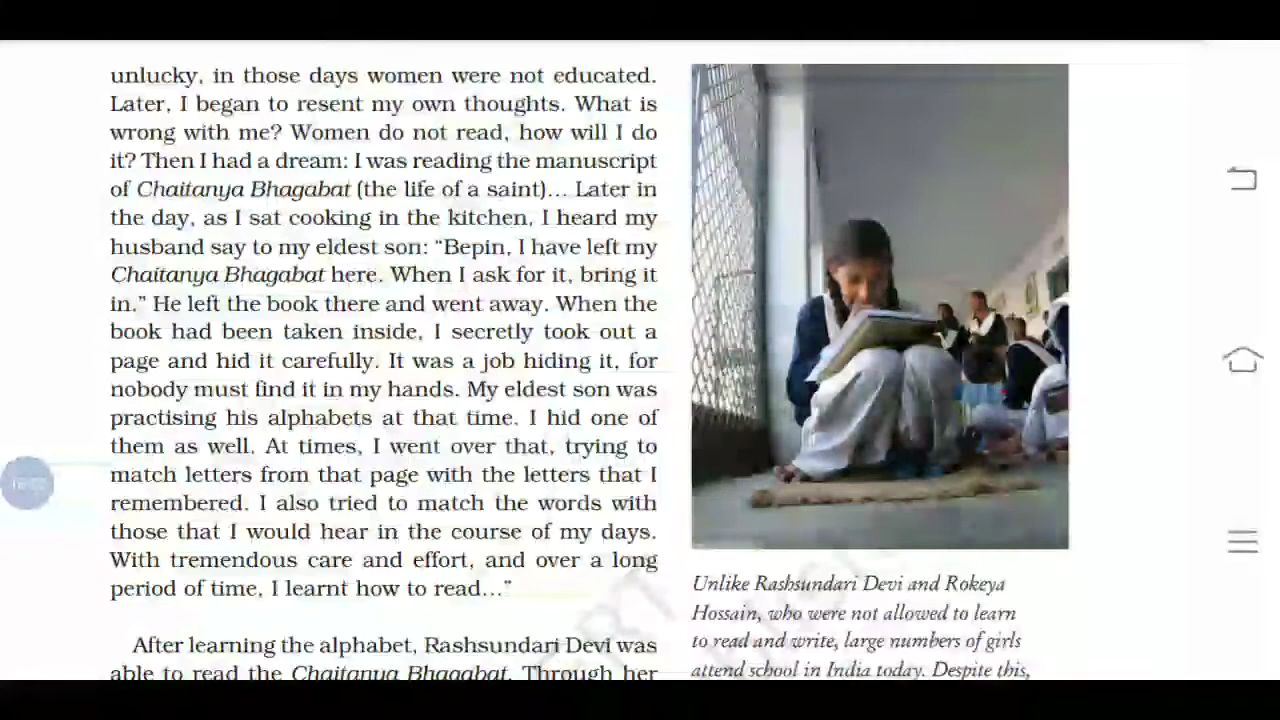 unlucky, in those days women were not educated.
Later, I began to resent my own thoughts. What is
wrong with me? Women do not read, how will I do
it? Then I had a dream: I was reading the manuscript
of Chaitanya Bhagabat (the life of a saint)... Later in
the day, as I sat cooking in the kitchen, I heard my
husband say to my eldest son: “Bepin, I have left my
Chaitanya Bhagabat here. When I ask for it, bring it
in.” He left the book there and went away. When the
book had been taken inside, I secretly took out a
page and hid it carefully. It was a job hiding it, for
nobody must find it in my hands. My eldest son was
practising his alphabets at that time. I hid one of
them as well. At times, I went over that, trying to
match letters from that page with the letters that I
remembered. I also tried to match the words with
those that I would hear in the course of my days.
With tremendous care and effort, and over a long
period of time, I learnt how to read...”
After learning the alphabet, Rashsundari Devi was
able to read the Chaitanya Bhagabat. Through her
Unlike Rashsundari Devi and Rokeya
Hossain, who were not allowed to learn
to read and write, large numbers of girls
attend school in India today. Despite this,